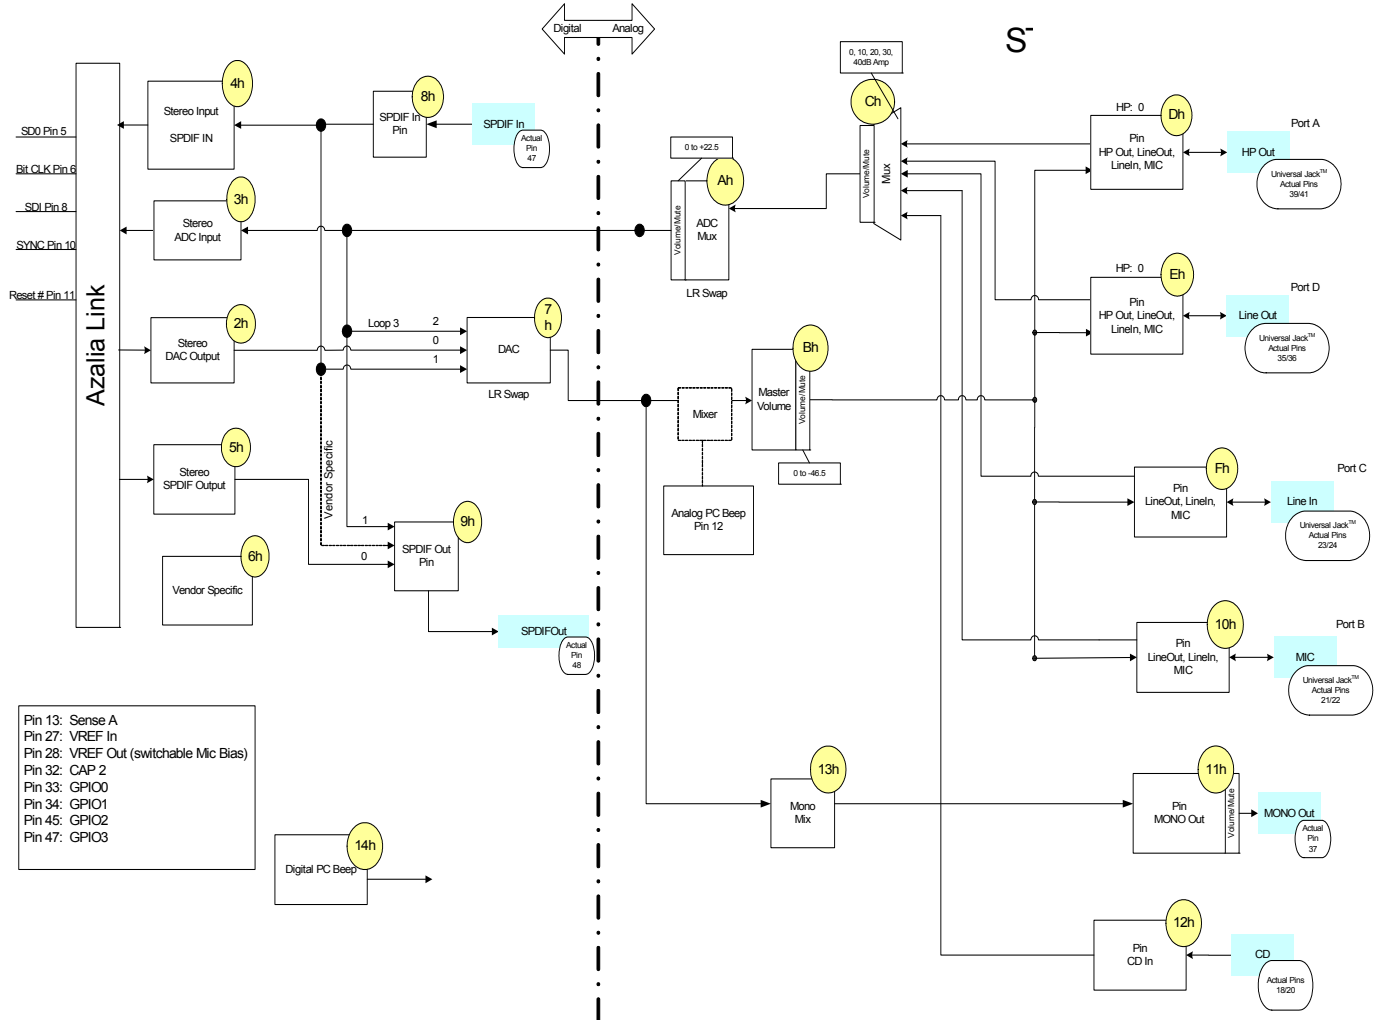 Digital
Analog
S-
0, 10, 20, 30,
40dB Amp
4h
Stereo Input
SPDIF IN
8h
SPDIF In
Pin
SPDIF In
Actual
Pin
47
Ch
Volume/Mute
Mux
HP: 0
Dh
Pin
HP Out, LineOut,
LineIn, MIC
Port A
HP Out
Universal Jack™
Actual Pins
39/41
SD0 Pin 5
Bit CLK Pin 6
SDI Pin 8
SYNC Pin 10
Reset # Pin 11
Azalia Link
3h
Stereo
ADC Input
0 to +22.5
Ah
Volume/Mute
ADC
Mux
LR Swap
HP: 0
Eh
Pin
HP Out, LineOut,
LineIn, MIC
Port D
Line Out
Universal Jack™
Actual Pins
35/36
2h
Stereo
DAC Output
Loop 3
2
0
1
7
h
DAC
LR Swap
Mixer
Bh
Master
Volume
Volume/Mute
0 to -46.5
Analog PC Beep
Pin 12
5h
Stereo
SPDIF Output
Vendor Specific
1
0
9h
SPDIF Out
Pin
SPDIFOut
Actual
Pin
48
6h
Vendor Specific
Fh
Pin
LineOut, LineIn,
MIC
Port C
Line In
Universal Jack™
Actual Pins
23/24
10h
Pin
LineOut, LineIn,
MIC
Port B
MIC
Universal Jack™
Actual Pins
21/22
Pin 13: Sense A
Pin 27: VREF In
Pin 28: VREF Out (switchable Mic Bias)
Pin 32: CAP 2
Pin 33: GPIO0
Pin 34: GPIO1
Pin 45: GPIO2
Pin 47: GPIO3
13h
Mono
Mix
11h
Pin
MONO Out
Volume/Mute
MONO Out
Actual
Pin
37
14h
Digital PC Beep
12h
Pin
CD In
CD
Actual Pins
18/20